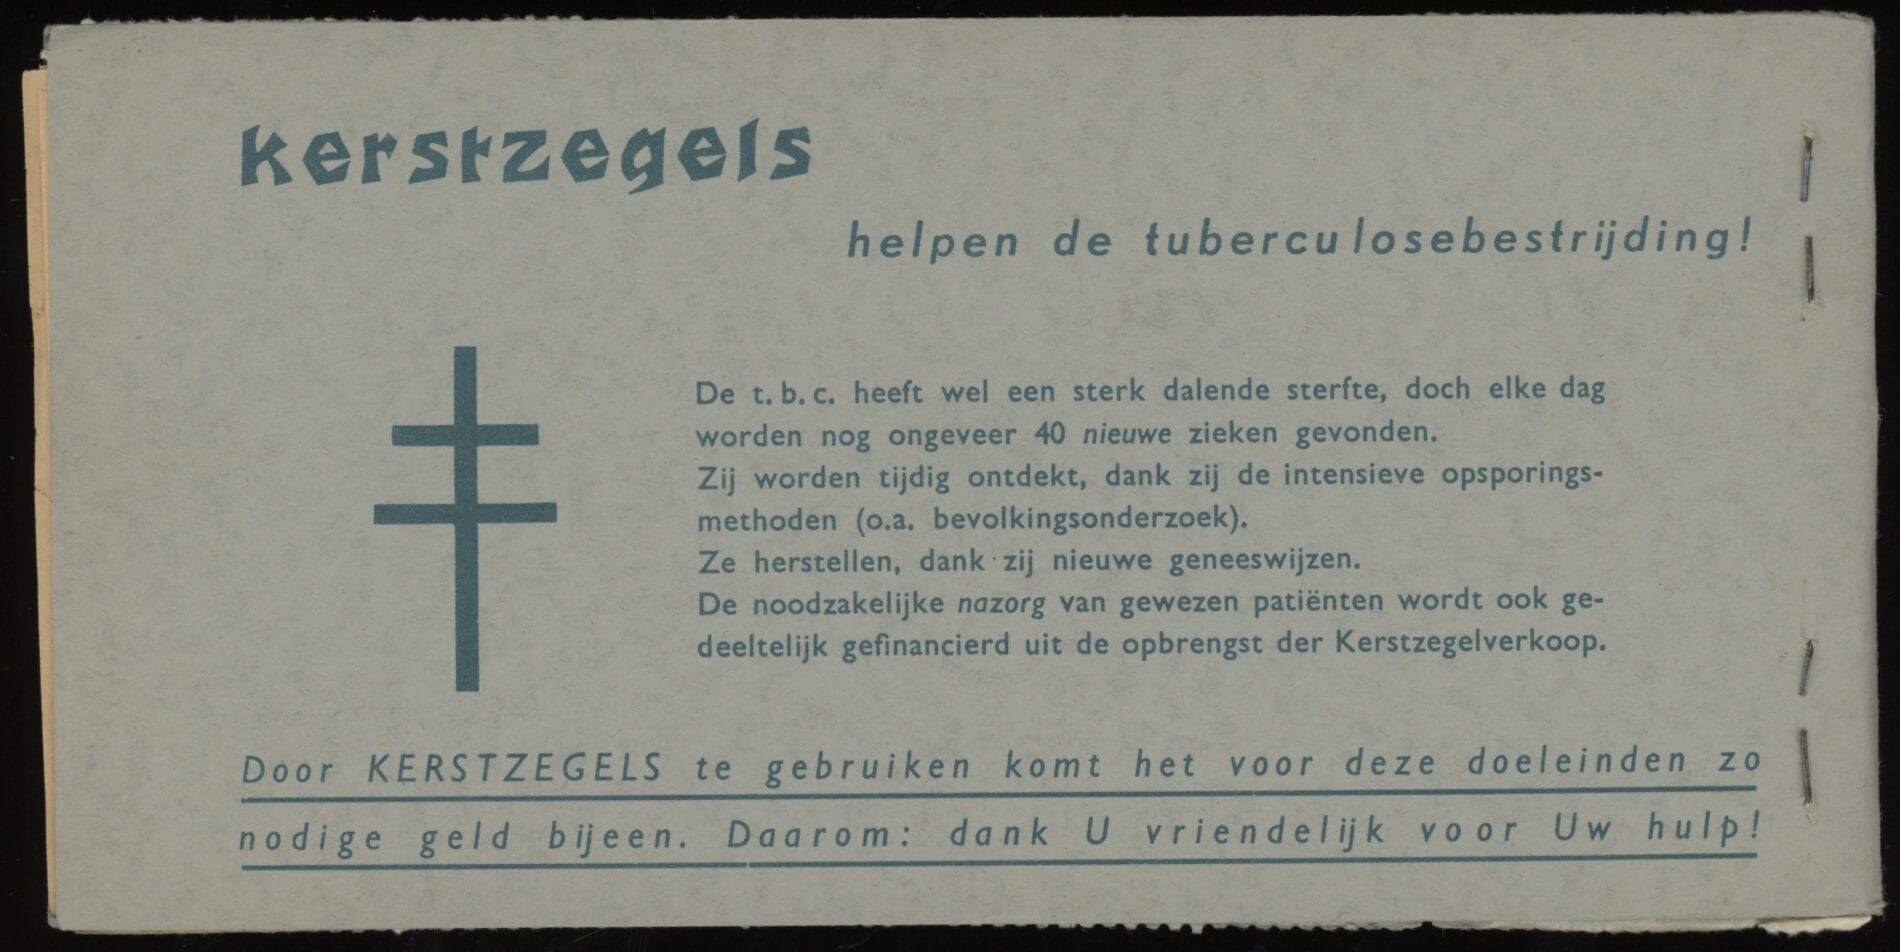 kerstzegels
helpen de tuberculosebestrijding!
De t.b.c. heeft wel een sterk dalende sterfte, doch elke dag
worden nog ongeveer 40 nieuwe zieken gevonden.
Zij worden tijdig ontdekt, dank zij de intensieve opsporings-
methoden (o.a. bevolkingsonderzoek).
Ze herstellen, dank zij nieuwe geneeswijzen.
De noodzakelijke nazorg van gewezen patiënten wordt ook ge-
deeltelijk gefinancierd uit de opbrengst der Kerstzegelverkoop.
Door KERSTZEGELS te gebruiken komt het voor deze doeleinden zo
nodige geld bijeen. Daarom: dank U vriendelijk voor Uw hulp!